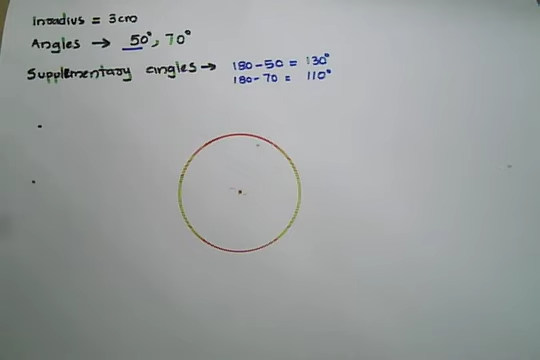 Inradius = 3cm
Angles → 50°, 70°
Supplementary angles → 180-50 = 130°
180-70 = 110°